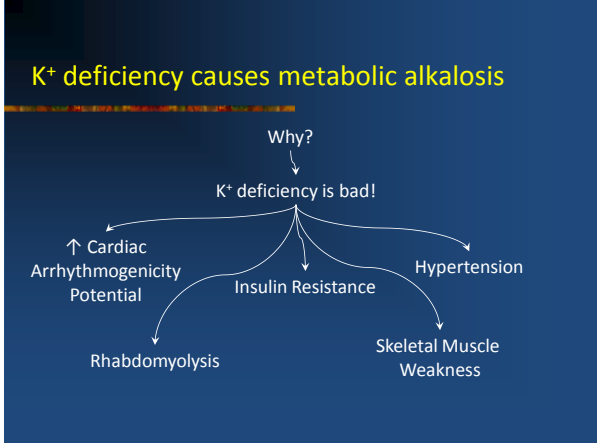 K⁺ deficiency causes metabolic alkalosis
Why?
K⁺ deficiency is bad!
↑ Cardiac
Arrhythmogenicity
Potential
Insulin Resistance
Hypertension
Rhabdomyolysis
Skeletal Muscle
Weakness